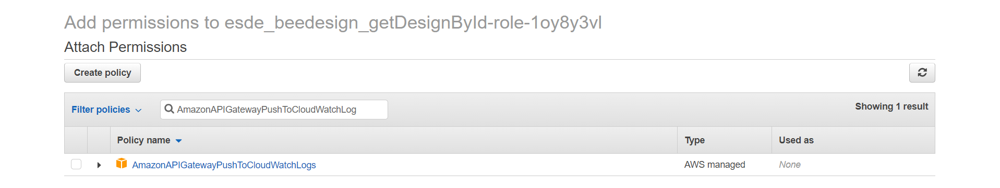 Add permissions to esde_beedesign_getDesignById-role-1oy8y3vl
Attach Permissions
Create policy
Filter policies AmazonAPIGatewayPushToCloudWatchLog Showing 1 result
Policy name Type Used as
AmazonAPIGatewayPushToCloudWatchLogs AWS managed None